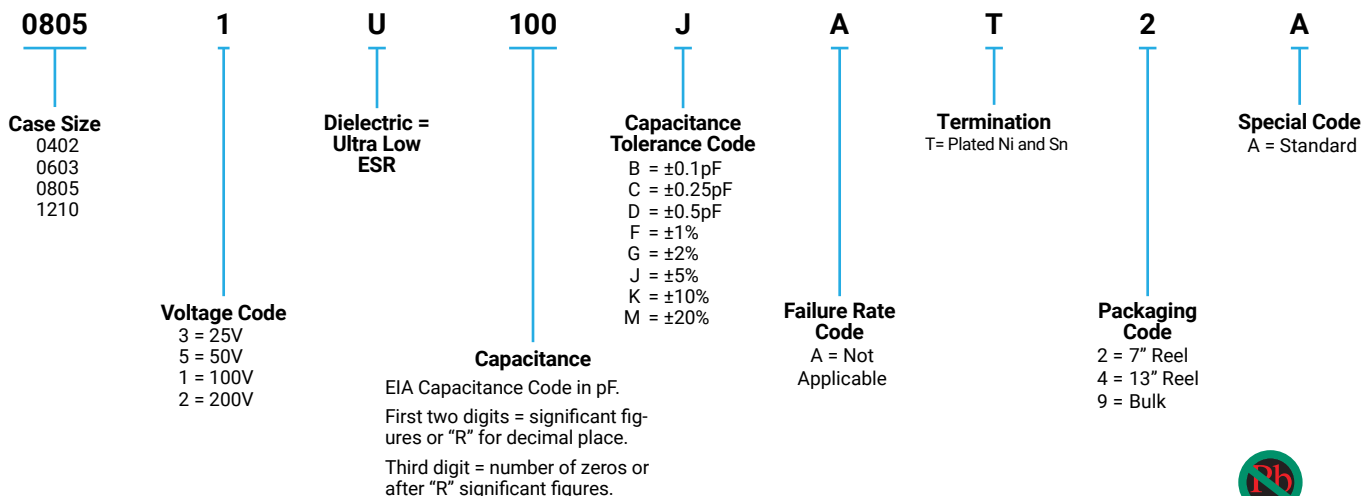 0805 1 U 100 J A T 2 A
Case Size
0402
0603
0805
1210
Voltage Code
3 = 25V
5 = 50V
1 = 100V
2 = 200V
Dielectric =
Ultra Low
ESR
Capacitance
EIA Capacitance Code in pF.
First two digits = significant fig-
ures or “R” for decimal place.
Third digit = number of zeros or
after “R” significant figures.
Capacitance
Tolerance Code
B = ±0.1pF
C = ±0.25pF
D = ±0.5pF
F = ±1%
G = ±2%
J = ±5%
K = ±10%
M = ±20%
Failure Rate
Code
A = Not
Applicable
Termination
T= Plated Ni and Sn
Packaging
Code
2 = 7” Reel
4 = 13” Reel
9 = Bulk
Special Code
A = Standard
Pb